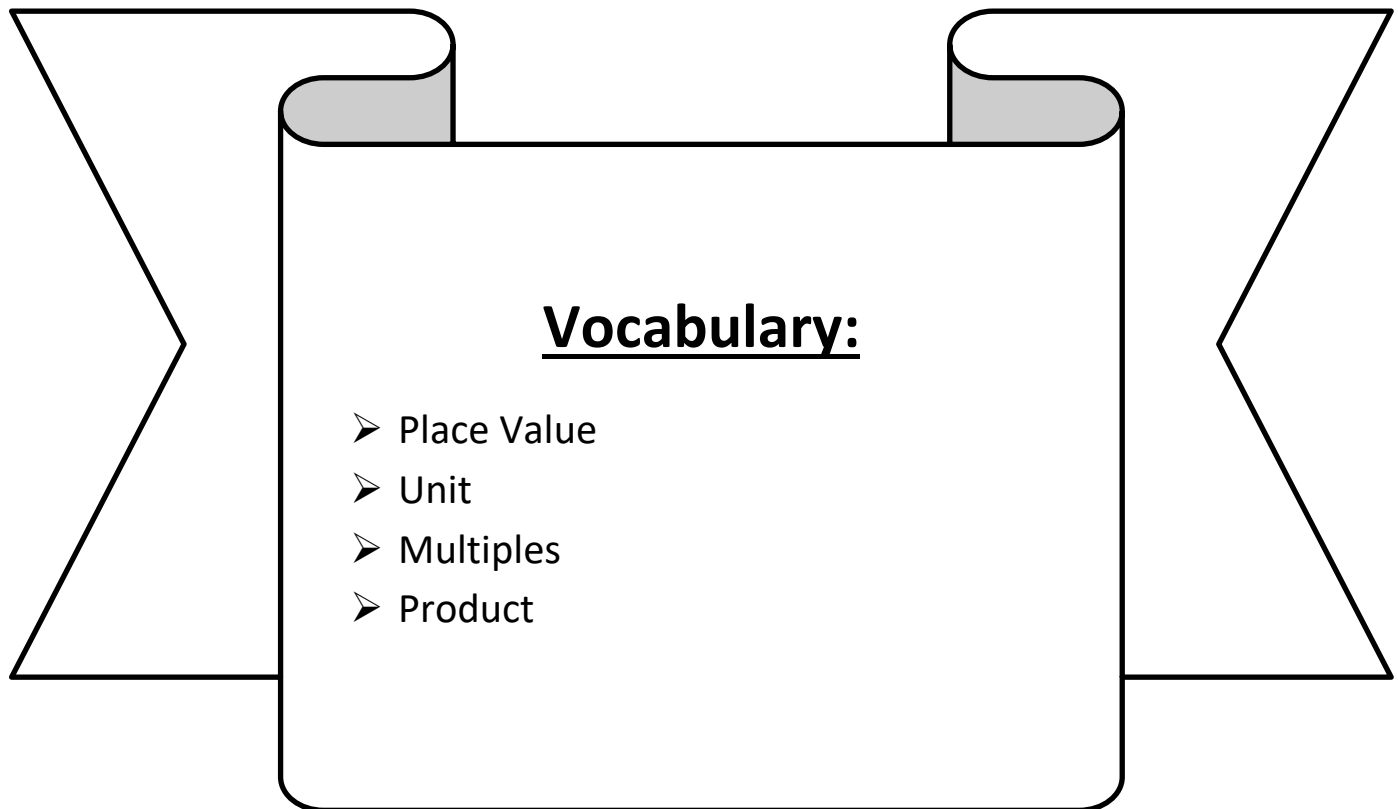 Vocabulary:
➢ Place Value
➢ Unit
➢ Multiples
➢ Product